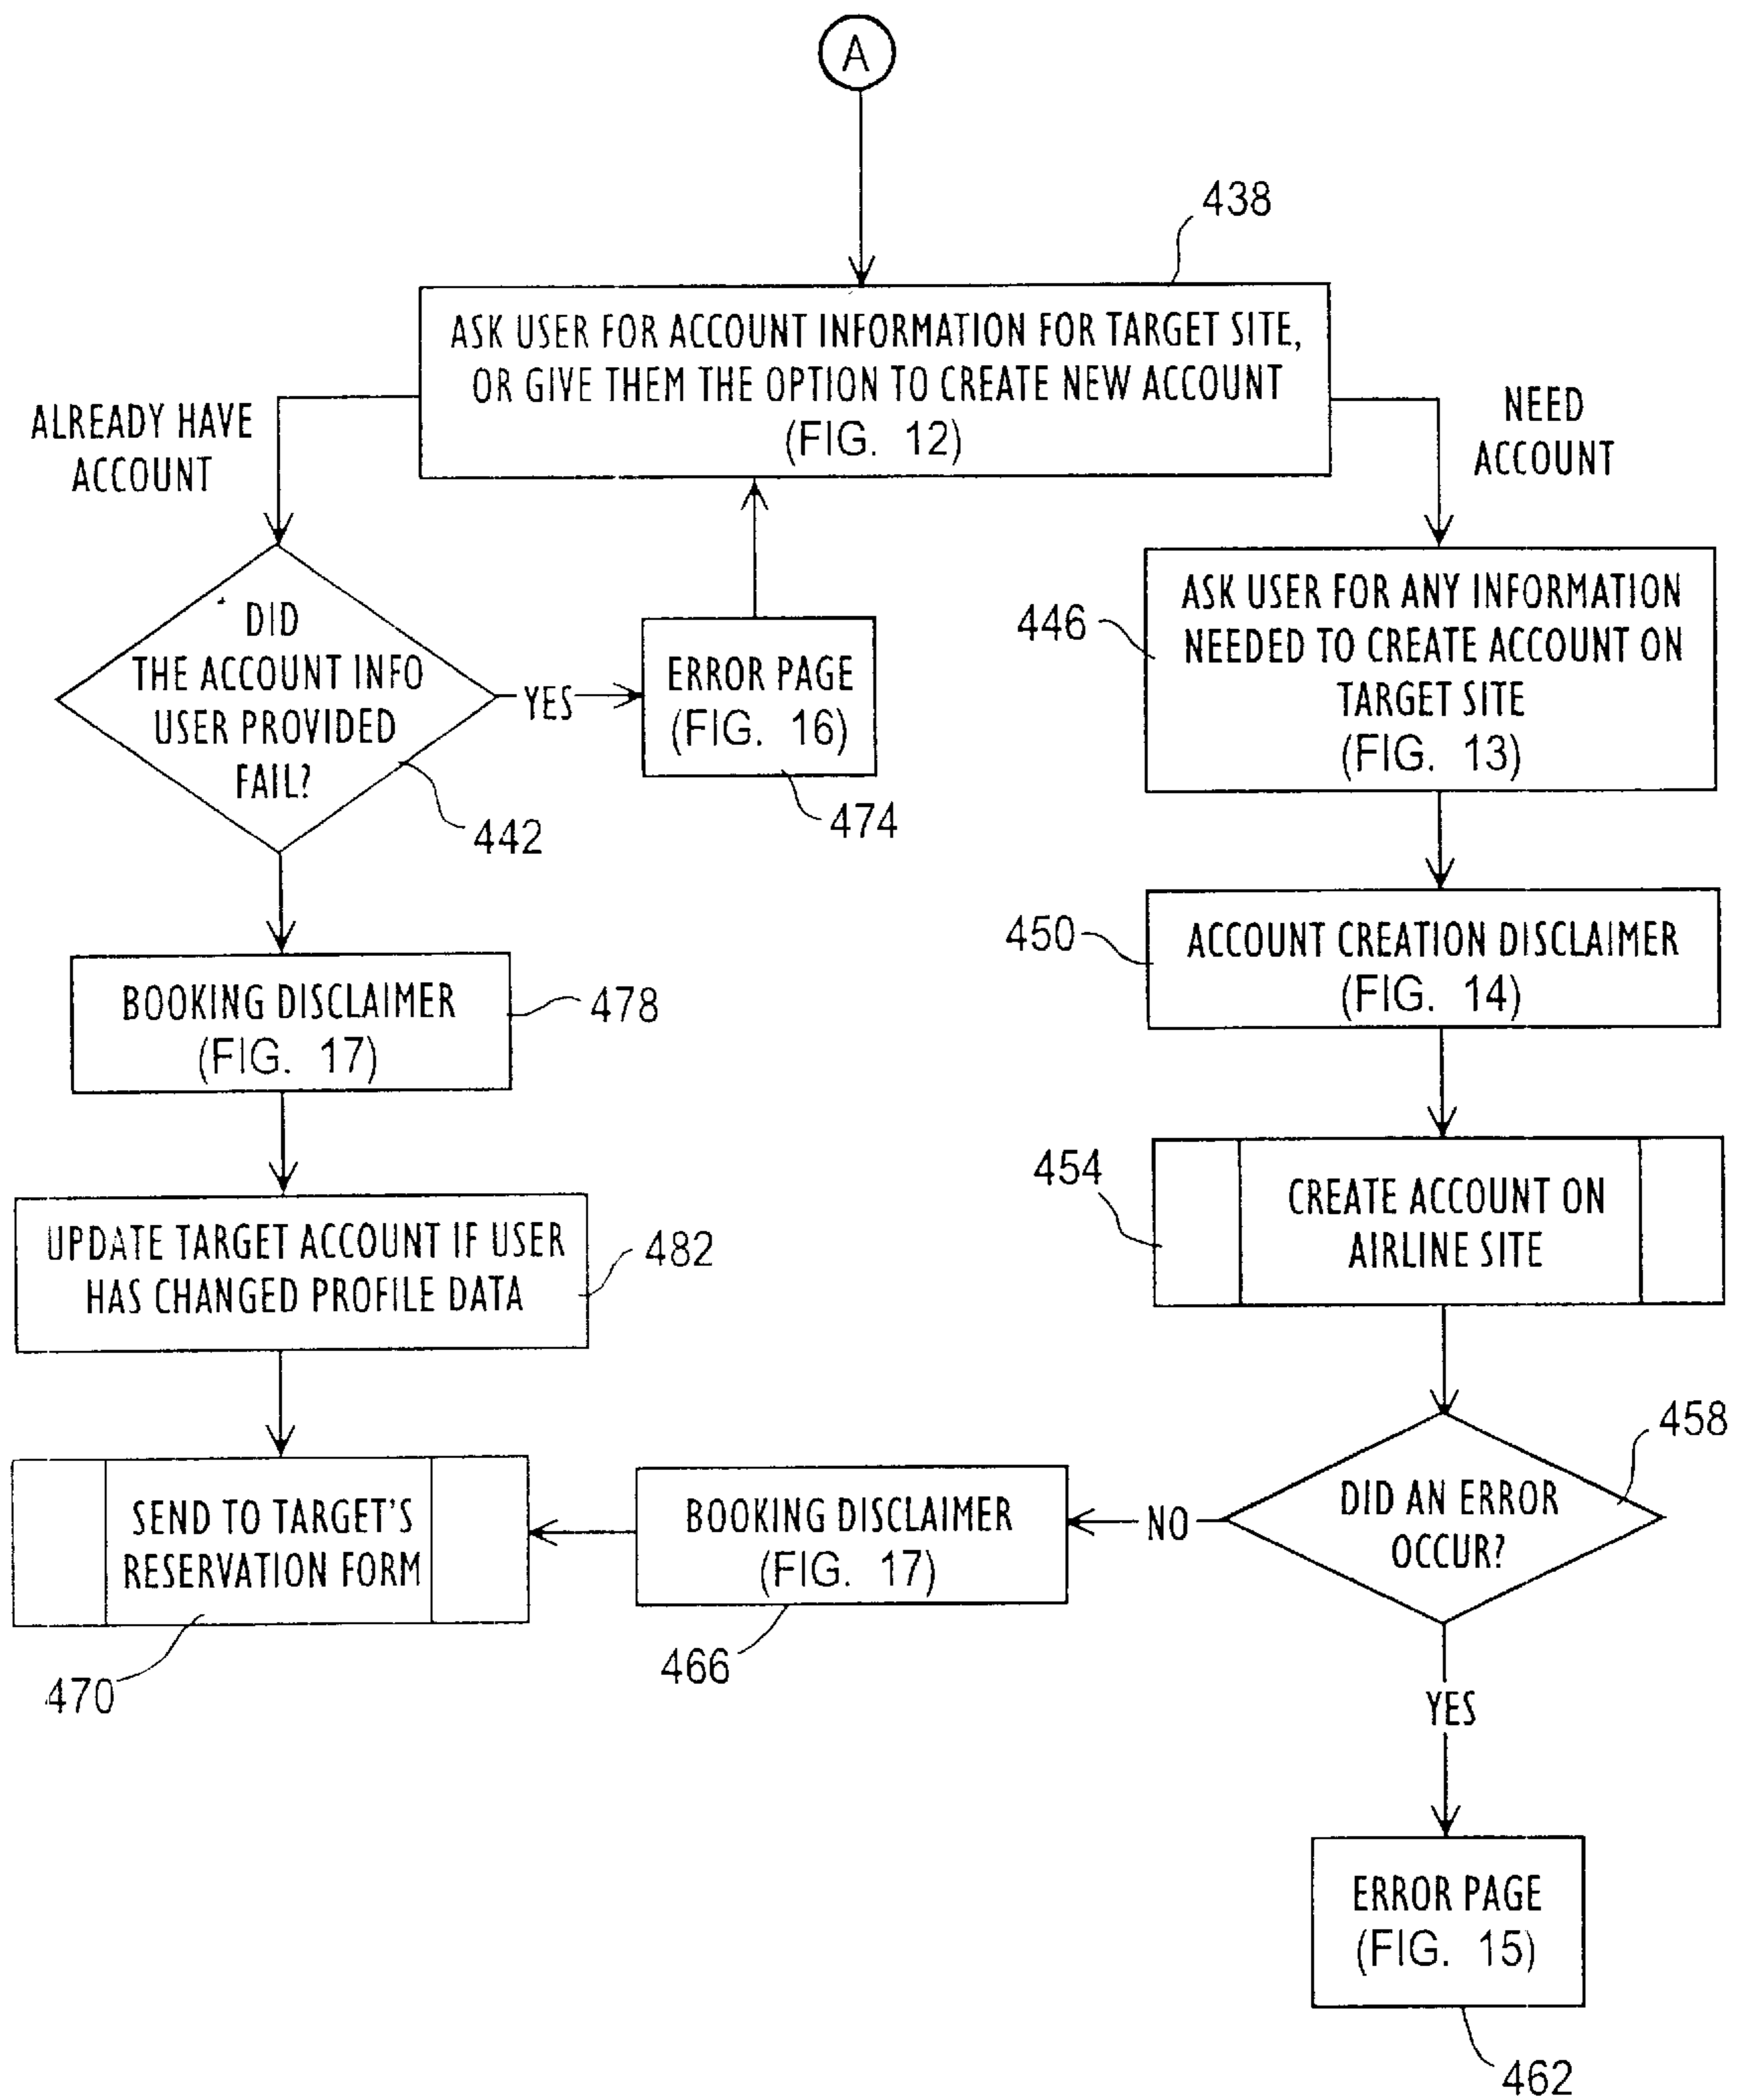 A
438
ASK USER FOR ACCOUNT INFORMATION FOR TARGET SITE,
OR GIVE THEM THE OPTION TO CREATE NEW ACCOUNT
(FIG. 12)
ALREADY HAVE
ACCOUNT
NEED
ACCOUNT
DID
THE ACCOUNT INFO
USER PROVIDED
FAIL?
442
YES
ERROR PAGE
(FIG. 16)
474
446
ASK USER FOR ANY INFORMATION
NEEDED TO CREATE ACCOUNT ON
TARGET SITE
(FIG. 13)
450
ACCOUNT CREATION DISCLAIMER
(FIG. 14)
BOOKING DISCLAIMER
(FIG. 17)
478
454
CREATE ACCOUNT ON
AIRLINE SITE
UPDATE TARGET ACCOUNT IF USER
HAS CHANGED PROFILE DATA
482
458
DID AN ERROR
OCCUR?
NO
BOOKING DISCLAIMER
(FIG. 17)
466
SEND TO TARGET'S
RESERVATION FORM
470
YES
ERROR PAGE
(FIG. 15)
462